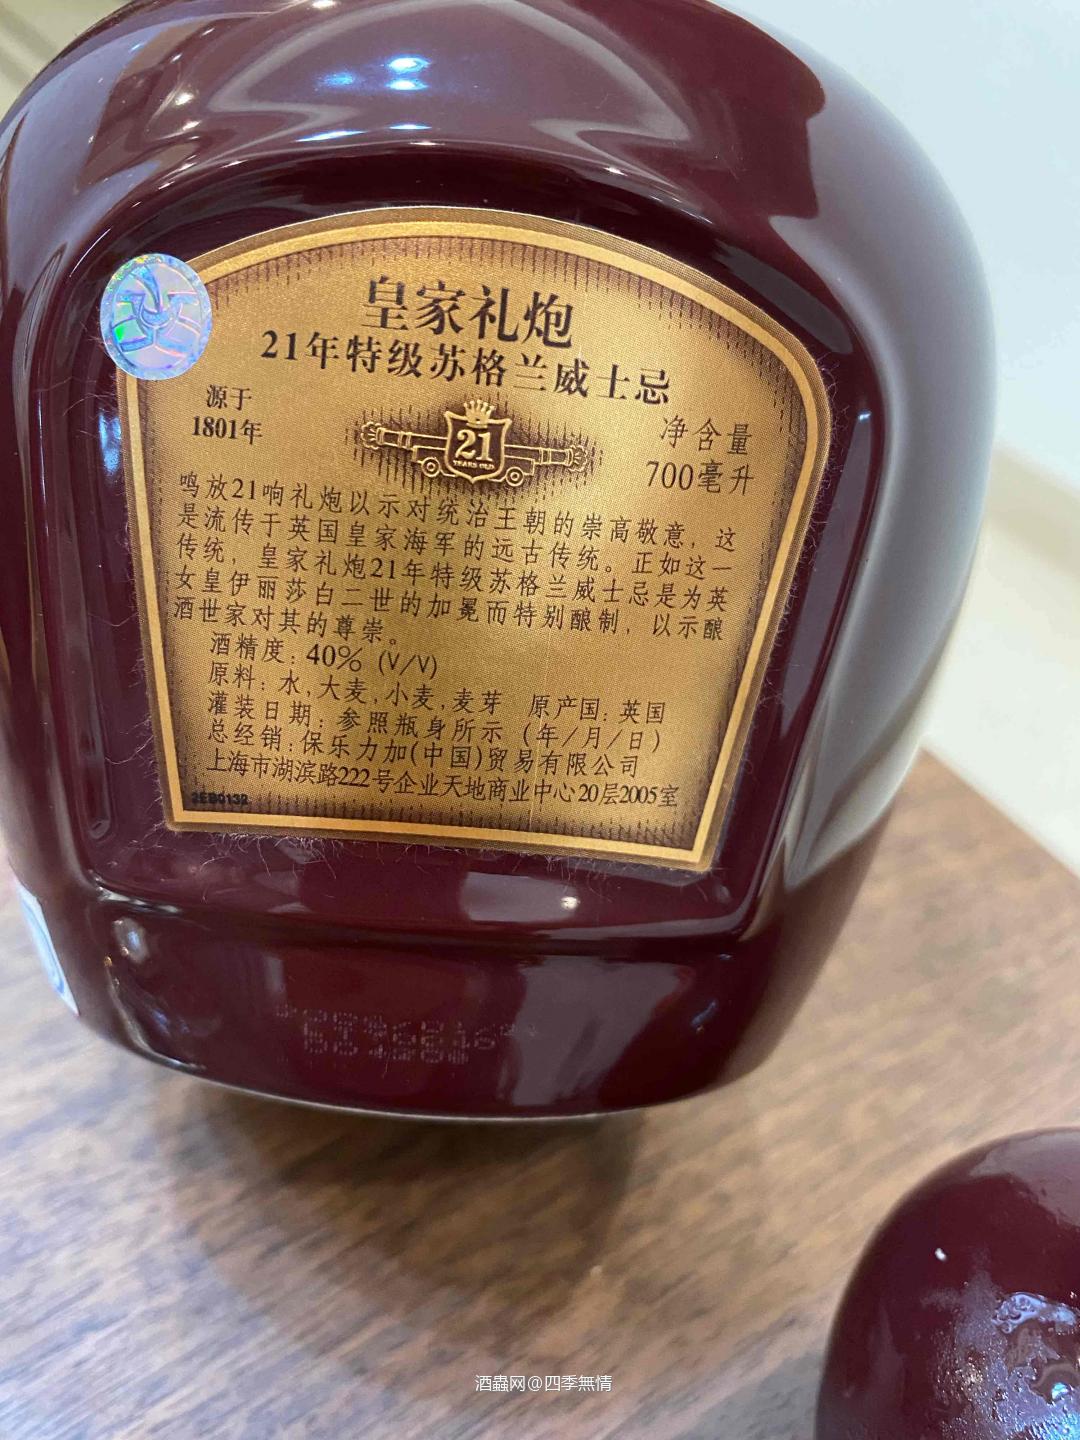 皇家礼炮
21年特级苏格兰威士忌
源于
1801年
21
YEARS OLD
净含量
700毫升
鸣放21响礼炮以示对统治王朝的崇高敬意，这
是流传于英国皇家海军的远古传统。正如这一
传统，皇家礼炮21年特级苏格兰威士忌是为英
女皇伊丽莎白二世的加冕而特别酿制，以示酿
酒世家对其的尊崇。
酒精度：40% (V/V)
原料：水,大麦,小麦,麦芽 原产国：英国
灌装日期：参照瓶身所示（年/月/日）
总经销：保乐力加(中国)贸易有限公司
上海市湖滨路222号企业天地商业中心20层2005室
酒蟲网@四季無情